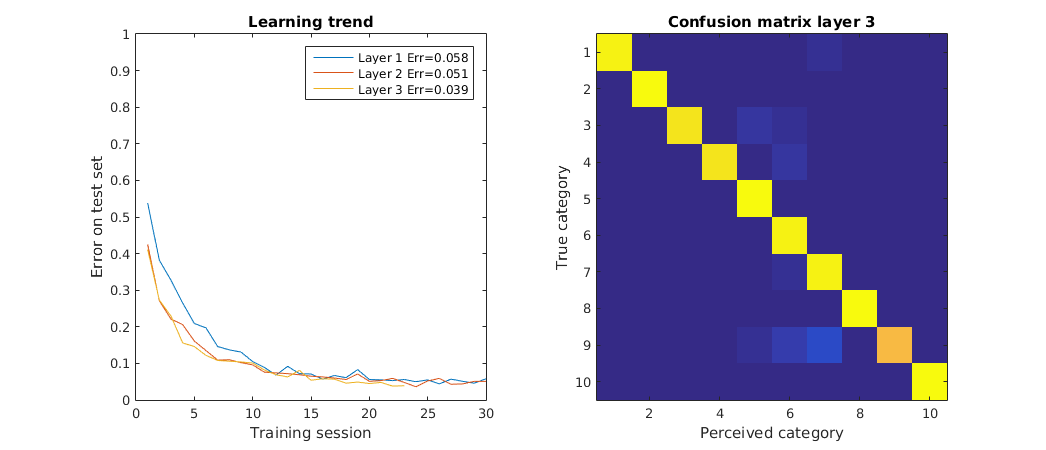 Learning trend
1
0.9
0.8
0.7
0.6
0.5
0.4
0.3
0.2
0.1
0
0 5 10 15 20 25 30
Error on test set
Training session
Layer 1 Err=0.058
Layer 2 Err=0.051
Layer 3 Err=0.039
Confusion matrix layer 3
1
2
3
4
5
6
7
8
9
10
2 4 6 8 10
True category
Perceived category